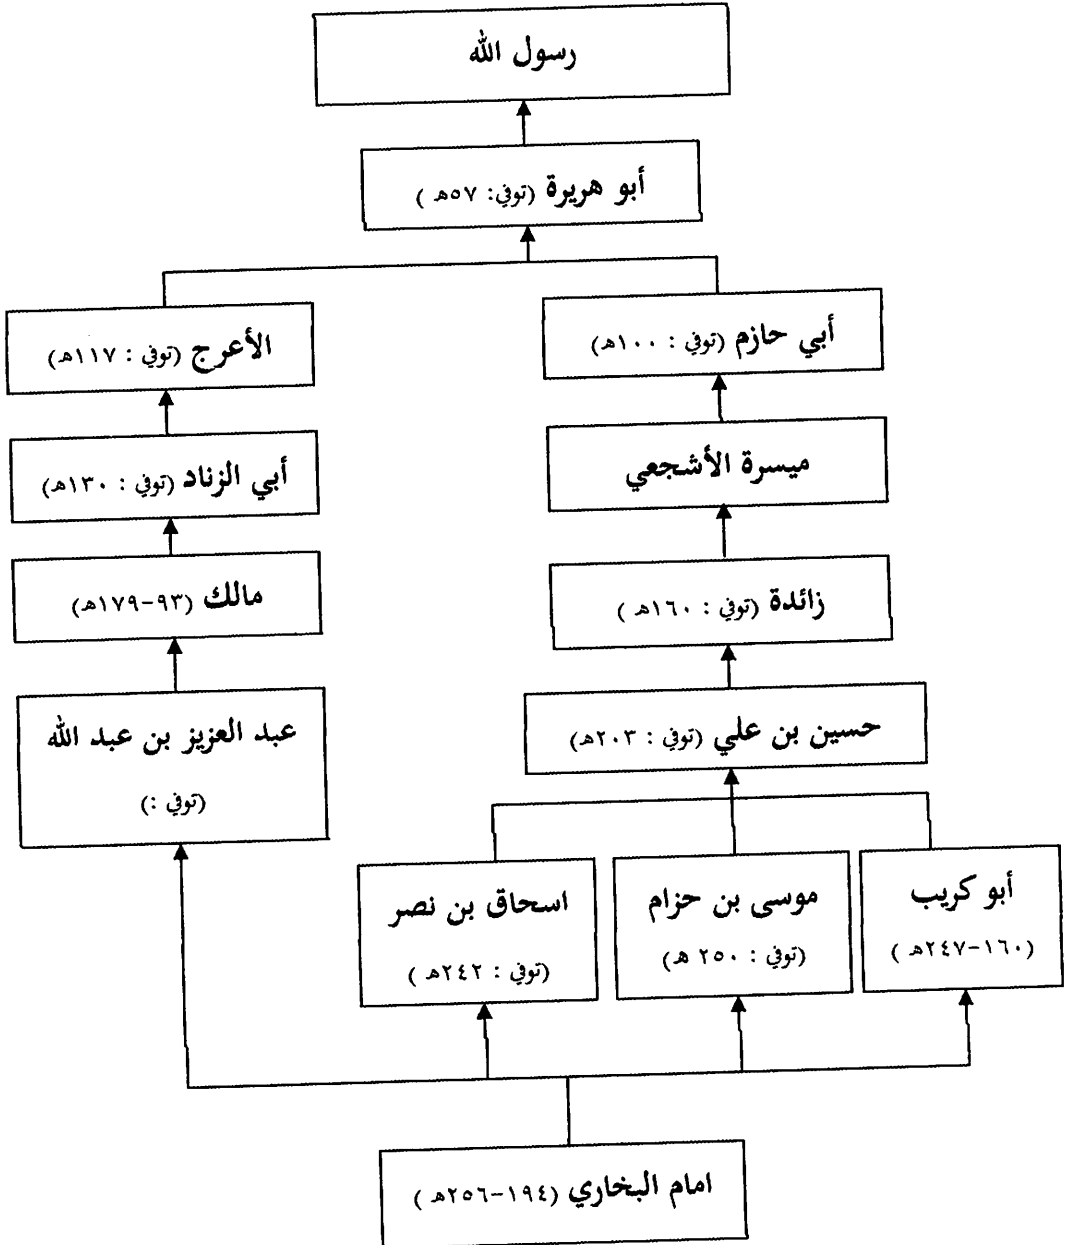 رسول الله
أبو هريرة (توفي: ٥٧هـ )
أبي حازم (توفي : ١٠٠هـ)
الأعرج (توفي : ١١٧هـ)
ميسرة الأشجعي
أبي الزناد (توفي : ١٣٠هـ)
زائدة (توفي : ١٦٠هـ )
مالك (٩٣-١٧٩هـ)
حسين بن علي (توفي : ٢٠٣هـ)
عبد العزيز بن عبد الله
(توفي :)
أبو كريب
(١٦٠-٢٤٧هـ )
موسى بن حزام
(توفي : ٢٥٠ هـ )
اسحاق بن نصر
(توفي : ٢٤٢هـ )
امام البخاري (١٩٤-٢٥٦هـ )